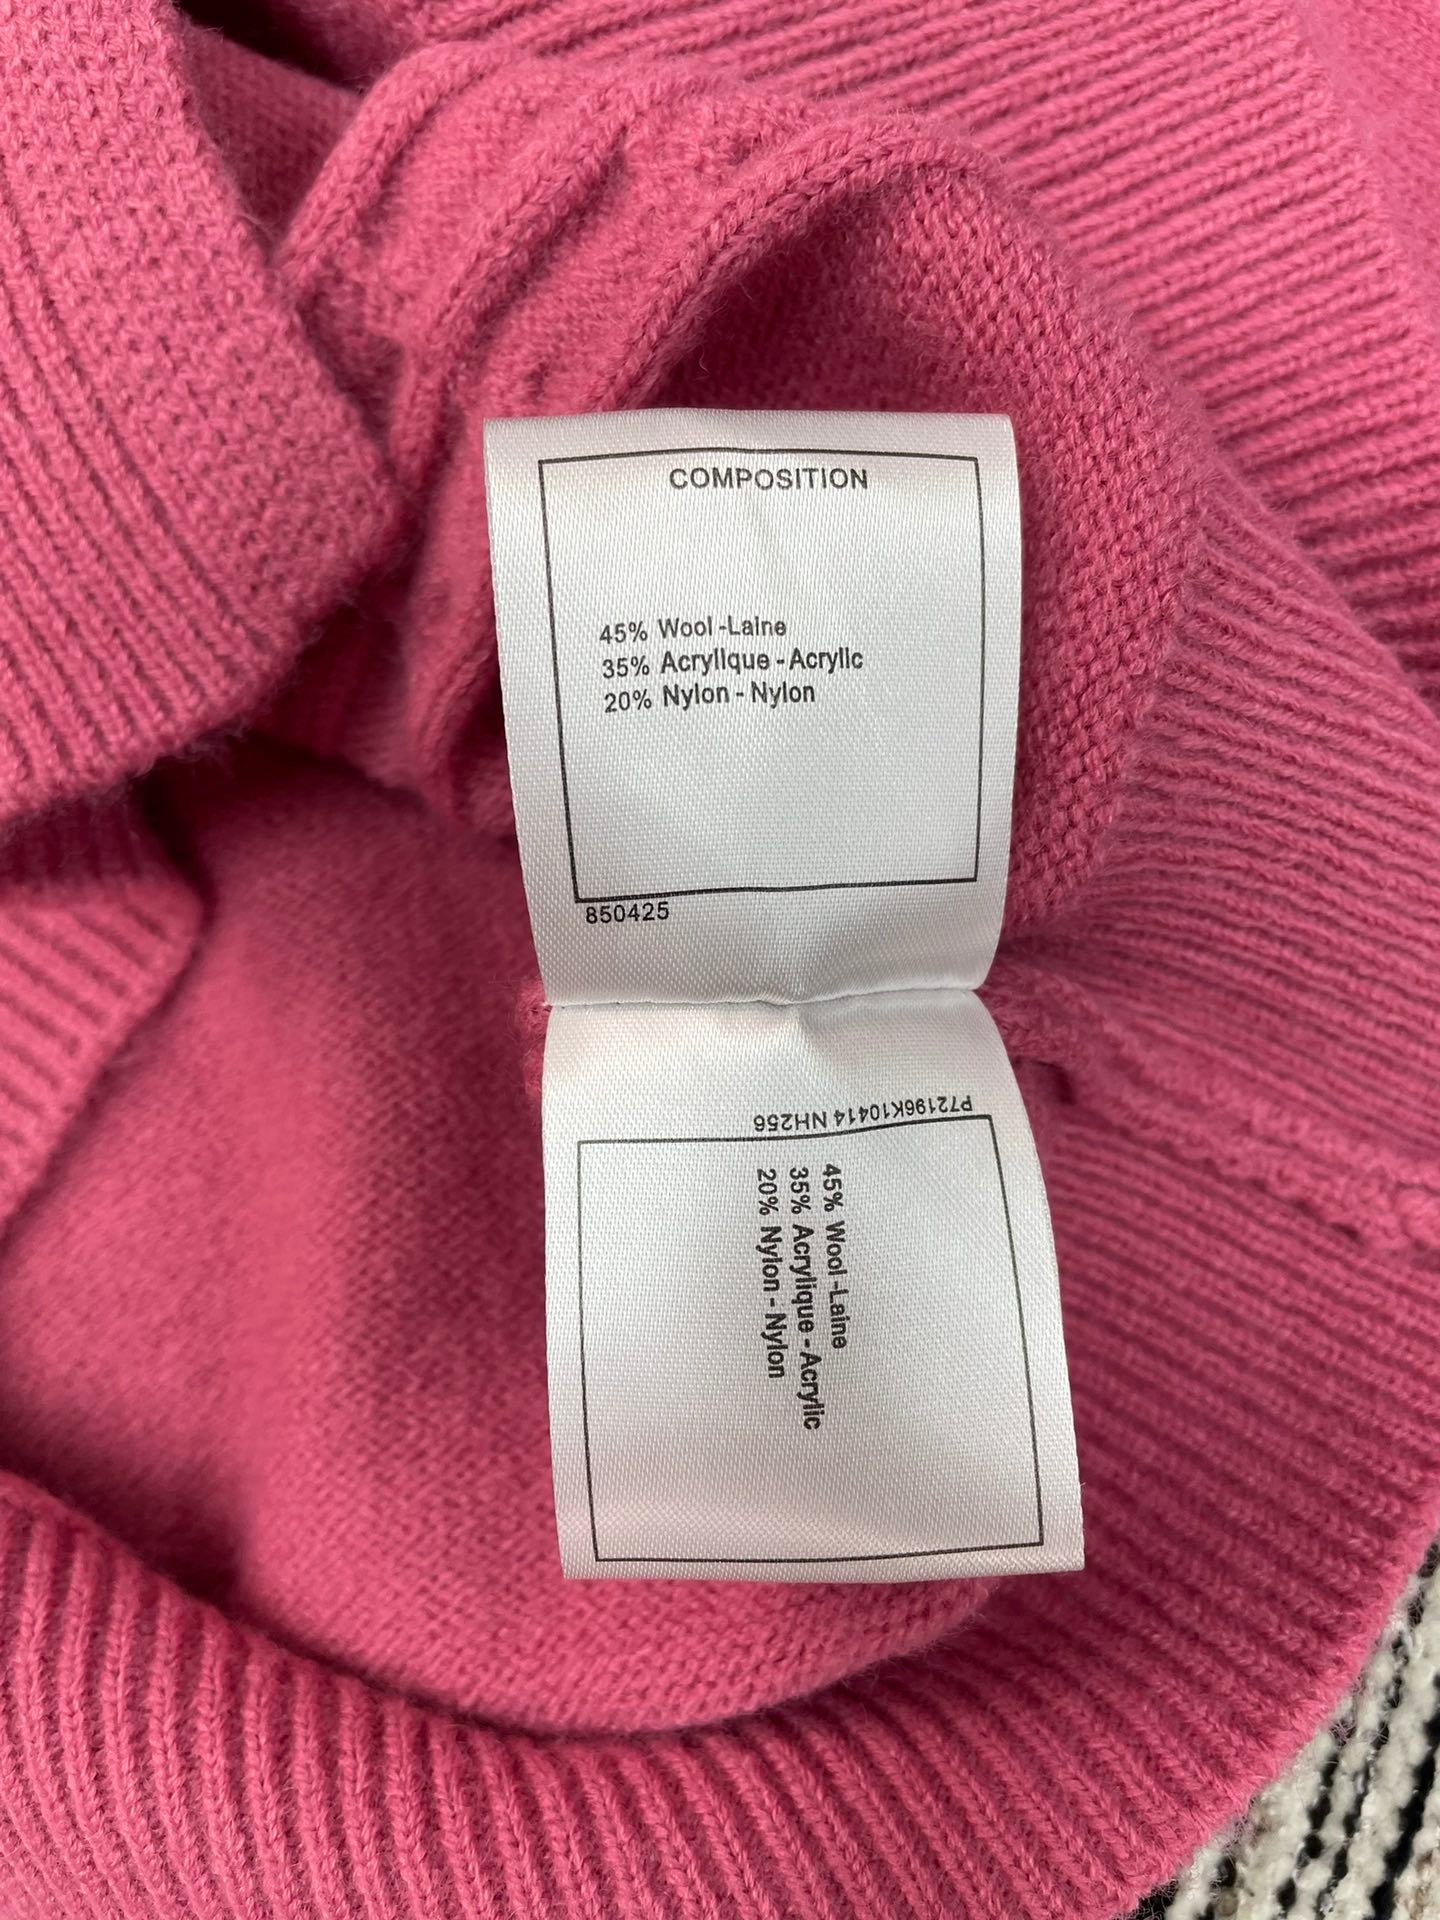 COMPOSITION
45% Wool -Laine
35% Acrylique - Acrylic
20% Nylon - Nylon
850425
P72196K10414 NH256
45% Wool -Laine
35% Acrylique - Acrylic
20% Nylon - Nylon